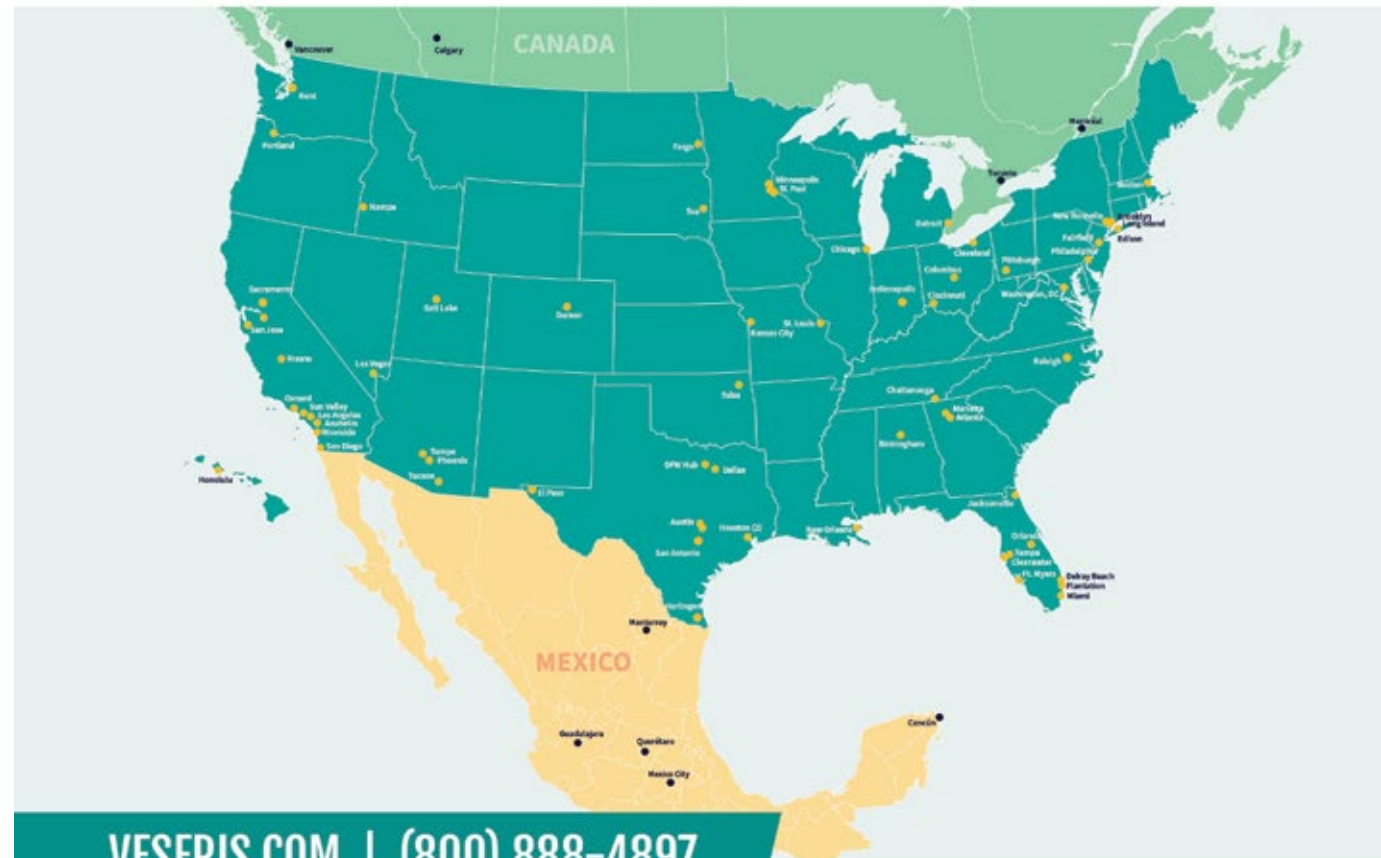 CANADA
Vancouver
Calgary
Kent
Montréal
Portland
Toronto
Fargo
Minneapolis
St. Paul
Boston
Nampa
Tea
New Rochelle
Brooklyn
Long Island
Detroit
Edison
Fairfield
Chicago
Cleveland
Philadelphia
Pittsburgh
Columbus
Sacramento
Indianapolis
Cincinnati
Washington, DC
Salt Lake
Denver
San Jose
St. Louis
Kansas City
Fresno
Las Vegas
Raleigh
Tulsa
Chattanooga
Oxnard
Sun Valley
Los Angeles
Anaheim
Riverside
San Diego
Marietta
Atlanta
Birmingham
Tempe
Phoenix
Tucson
DFW Hub
Dallas
Honolulu
El Paso
Jacksonville
Austin
Houston (2)
New Orleans
San Antonio
Orlando
Tampa
Clearwater
Ft. Myers
Delray Beach
Plantation
Miami
Harlingen
Monterrey
MEXICO
Cancún
Guadalajara
Querétaro
Mexico City
VESERIS.COM | (800) 888-4897